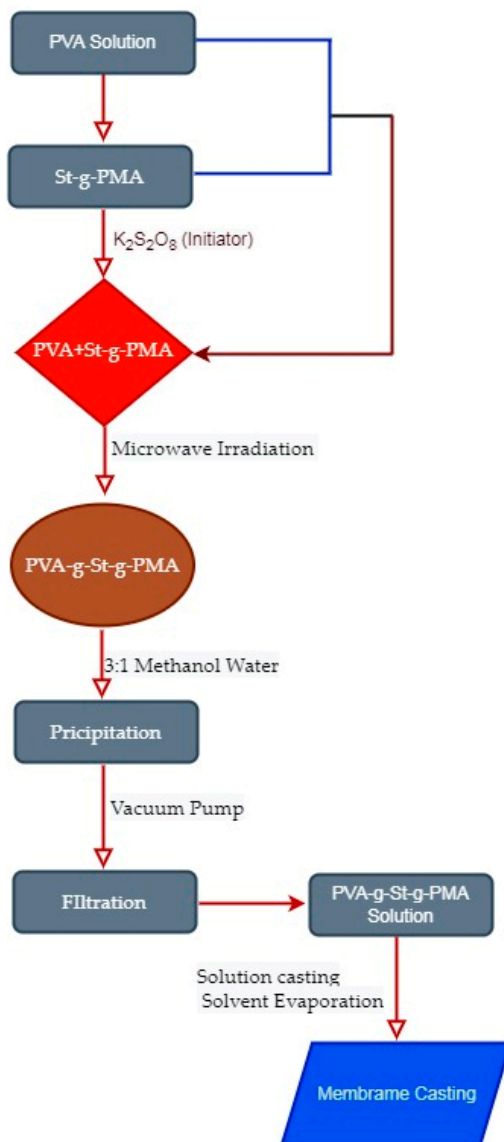 PVA Solution
St-g-PMA
K₂S₂O₈ (Initiator)
PVA+St-g-PMA
Microwave Irradiation
PVA-g-St-g-PMA
3:1 Methanol Water
Pricipitation
Vacuum Pump
FIltration
PVA-g-St-g-PMA
Solution
Solution casting
Solvent Evaporation
Membrame Casting